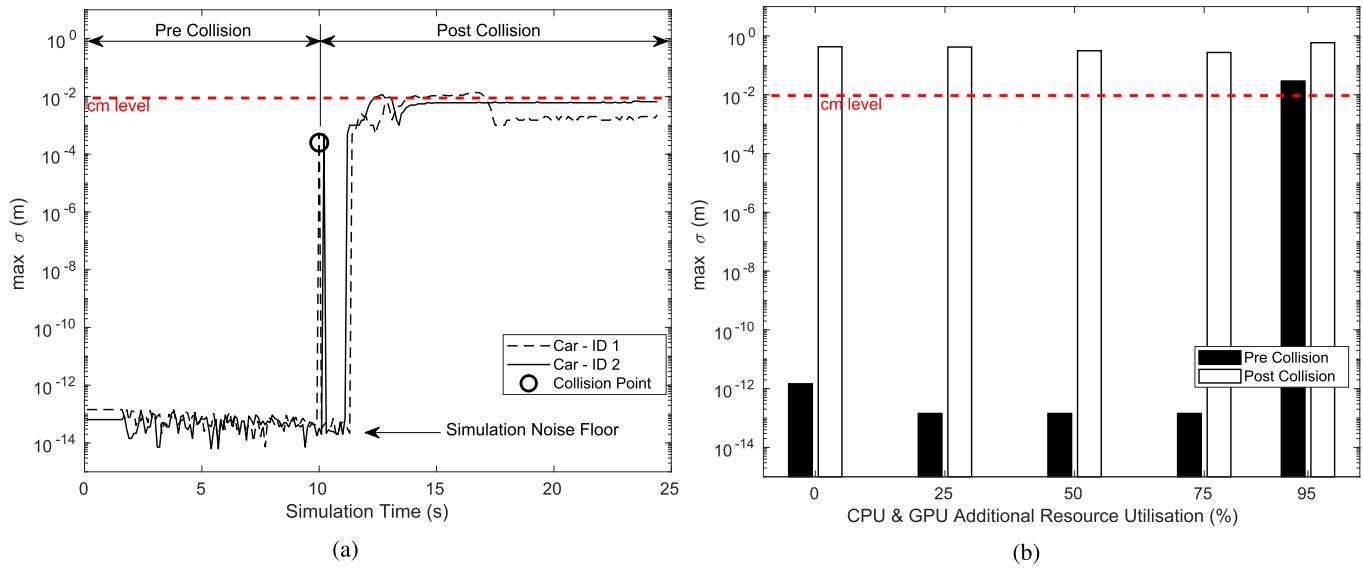 Pre Collision
Post Collision
10^0
10^-2
10^-4
10^-6
10^-8
10^-10
10^-12
10^-14
max σ (m)
cm level
Car - ID 1
Car - ID 2
Collision Point
Simulation Noise Floor
0
5
10
15
20
25
Simulation Time (s)
(a)
10^0
10^-2
10^-4
10^-6
10^-8
10^-10
10^-12
10^-14
max σ (m)
cm level
Pre Collision
Post Collision
0
25
50
75
95
CPU & GPU Additional Resource Utilisation (%)
(b)